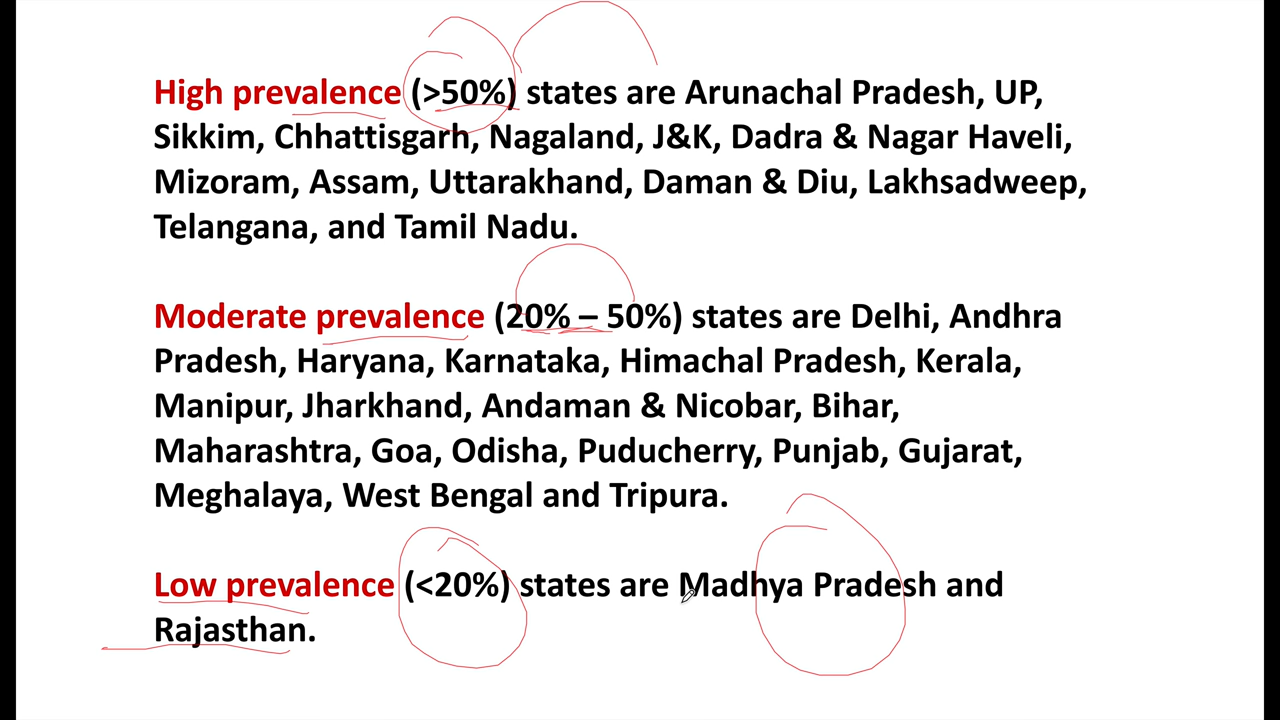 High prevalence (>50%) states are Arunachal Pradesh, UP,
Sikkim, Chhattisgarh, Nagaland, J&K, Dadra & Nagar Haveli,
Mizoram, Assam, Uttarakhand, Daman & Diu, Lakhsadweep,
Telangana, and Tamil Nadu.
Moderate prevalence (20% – 50%) states are Delhi, Andhra
Pradesh, Haryana, Karnataka, Himachal Pradesh, Kerala,
Manipur, Jharkhand, Andaman & Nicobar, Bihar,
Maharashtra, Goa, Odisha, Puducherry, Punjab, Gujarat,
Meghalaya, West Bengal and Tripura.
Low prevalence (<20%) states are Madhya Pradesh and
Rajasthan.